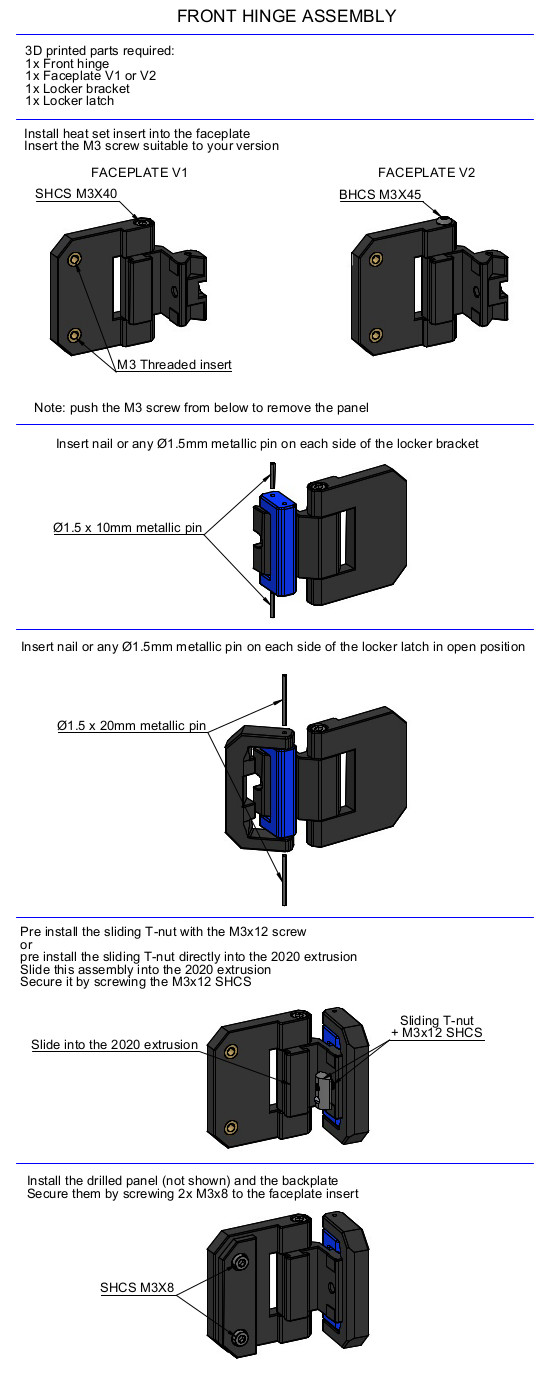 FRONT HINGE ASSEMBLY
3D printed parts required:
1x Front hinge
1x Faceplate V1 or V2
1x Locker bracket
1x Locker latch
Install heat set insert into the faceplate
Insert the M3 screw suitable to your version
FACEPLATE V1
FACEPLATE V2
SHCS M3X40
BHCS M3X45
M3 Threaded insert
Note: push the M3 screw from below to remove the panel
Insert nail or any Ø1.5mm metallic pin on each side of the locker bracket
Ø1.5 x 10mm metallic pin
Insert nail or any Ø1.5mm metallic pin on each side of the locker latch in open position
Ø1.5 x 20mm metallic pin
Pre install the sliding T-nut with the M3x12 screw
or
pre install the sliding T-nut directly into the 2020 extrusion
Slide this assembly into the 2020 extrusion
Secure it by screwing the M3x12 SHCS
Sliding T-nut
+ M3x12 SHCS
Slide into the 2020 extrusion
Install the drilled panel (not shown) and the backplate
Secure them by screwing 2x M3x8 to the faceplate insert
SHCS M3X8